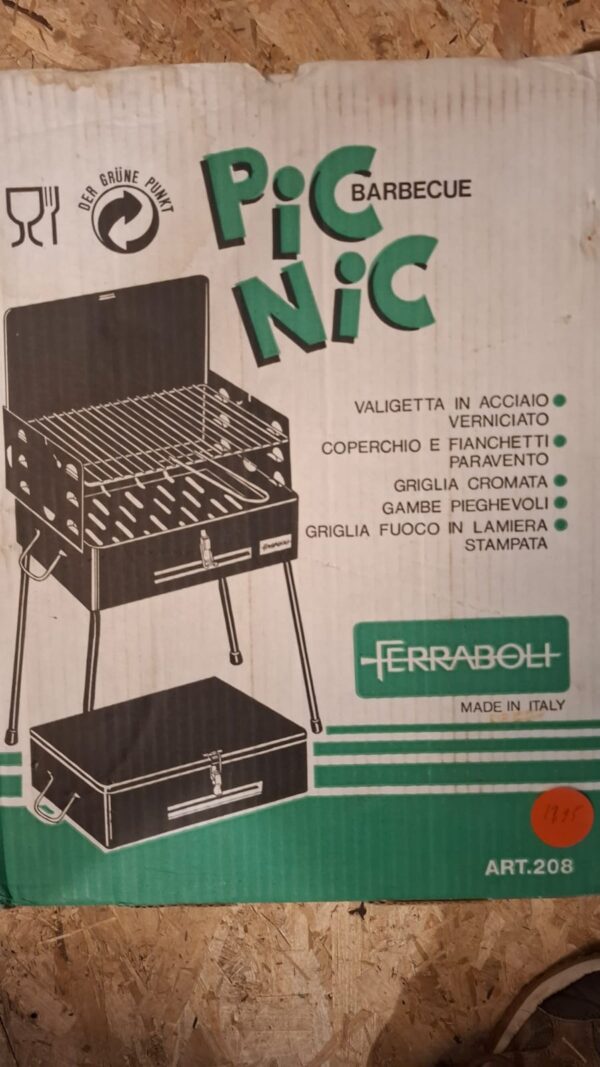 DER GRÜNE PUNKT
PiC
BARBECUE
NiC
VALIGETTA IN ACCIAIO
VERNICIATO
COPERCHIO E FIANCHETTI
PARAVENTO
GRIGLIA CROMATA
GAMBE PIEGHEVOLI
GRIGLIA FUOCO IN LAMIERA
STAMPATA
FERRABOLI
FERRABOLI
MADE IN ITALY
ART.208